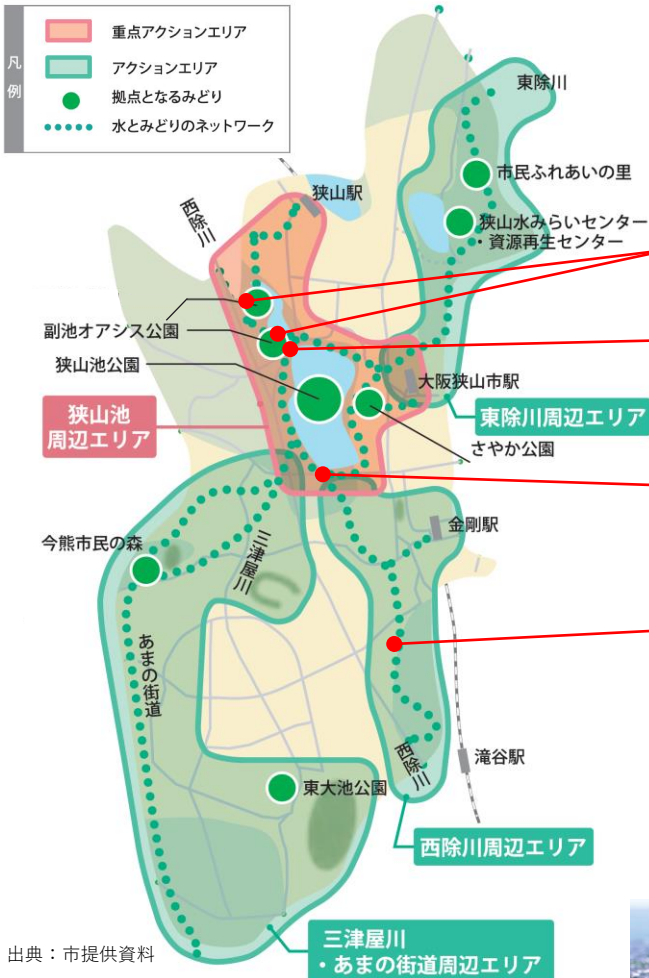 凡例
重点アクションエリア
アクションエリア
拠点となるみどり
水とみどりのネットワーク
東除川
市民ふれあいの里
狭山駅
西除川
狭山水みらいセンター
・資源再生センター
副池オアシス公園
狭山池公園
大阪狭山市駅
狭山池
周辺エリア
東除川周辺エリア
さやか公園
金剛駅
今熊市民の森
三津屋川
あまの街道
滝谷駅
西除川
東大池公園
西除川周辺エリア
三津屋川
・あまの街道周辺エリア
出典：市提供資料